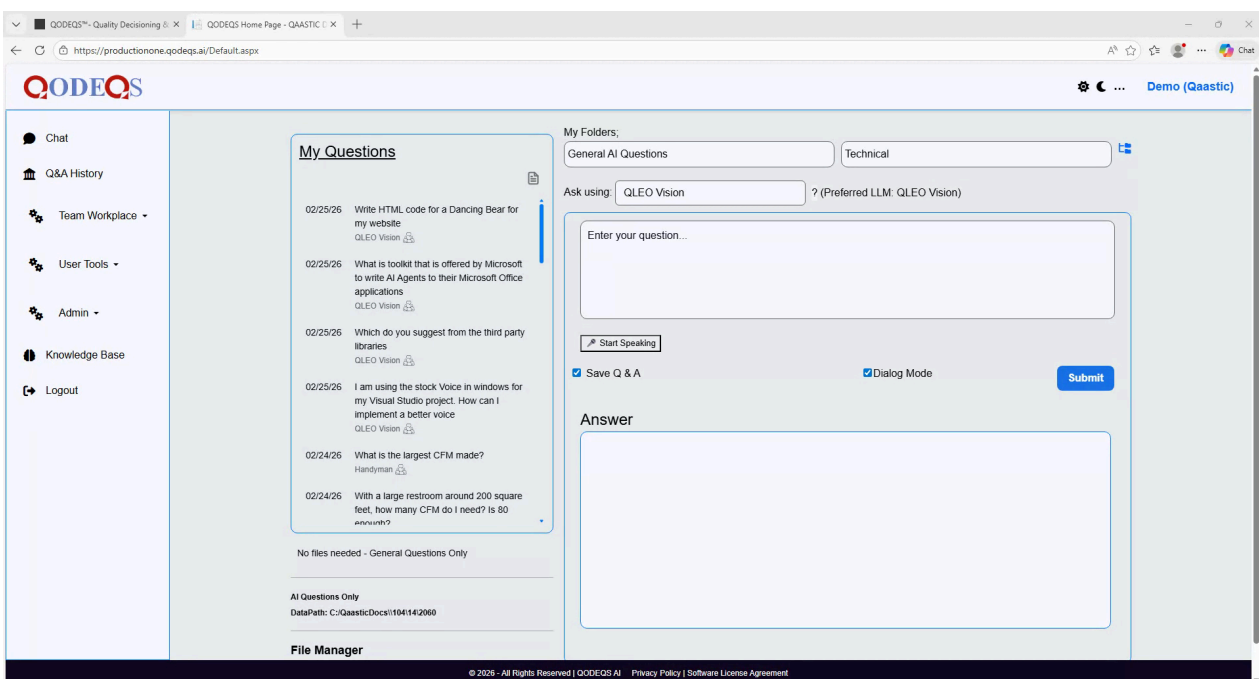 QODEQS™- Quality Decisioning &
QODEQS Home Page - QAASTIC D
https://productionone.qodeqs.ai/Default.aspx
Chat
QODEQS
Demo (Qaastic)
Chat
Q&A History
Team Workplace
User Tools
Admin
Knowledge Base
Logout
My Questions
02/25/26 Write HTML code for a Dancing Bear for
my website
QLEO Vision
02/25/26 What is toolkit that is offered by Microsoft
to write AI Agents to their Microsoft Office
applications
QLEO Vision
02/25/26 Which do you suggest from the third party
libraries
QLEO Vision
02/25/26 I am using the stock Voice in windows for
my Visual Studio project. How can I
implement a better voice
QLEO Vision
02/24/26 What is the largest CFM made?
Handyman
02/24/26 With a large restroom around 200 square
feet, how many CFM do I need? Is 80
enough?
No files needed - General Questions Only
AI Questions Only
DataPath: C:/QaasticDocs\\104\14\2060
File Manager
My Folders;
General AI Questions
Technical
Ask using: QLEO Vision ? (Preferred LLM: QLEO Vision)
Enter your question...
Start Speaking
Save Q & A
Dialog Mode
Submit
Answer
© 2026 - All Rights Reserved | QODEQS AI Privacy Policy | Software License Agreement